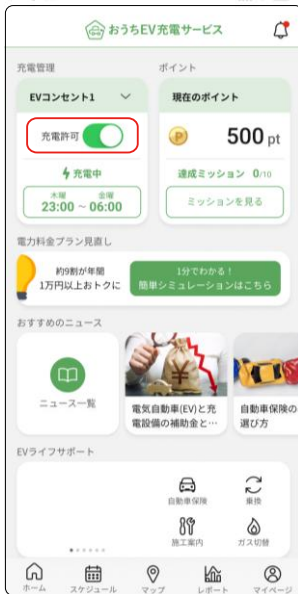 おうちEV充電サービス
充電管理
EVコンセント1
充電許可
充電中
木曜 金曜
23:00 ~ 06:00
ポイント
現在のポイント
P 500 pt
達成ミッション 0/10
ミッションを見る
電力料金プラン見直し
約9割が年間
1万円以上おトクに
1分でわかる！
簡単シミュレーションはこちら
おすすめのニュース
ニュース一覧
電気自動車(EV)と充
電設備の補助金と…
自動車保険の
選び方
EVライフサポート
自動車保険
乗換
施工案内
ガス切替
ホーム
スケジュール
マップ
レポート
マイページ